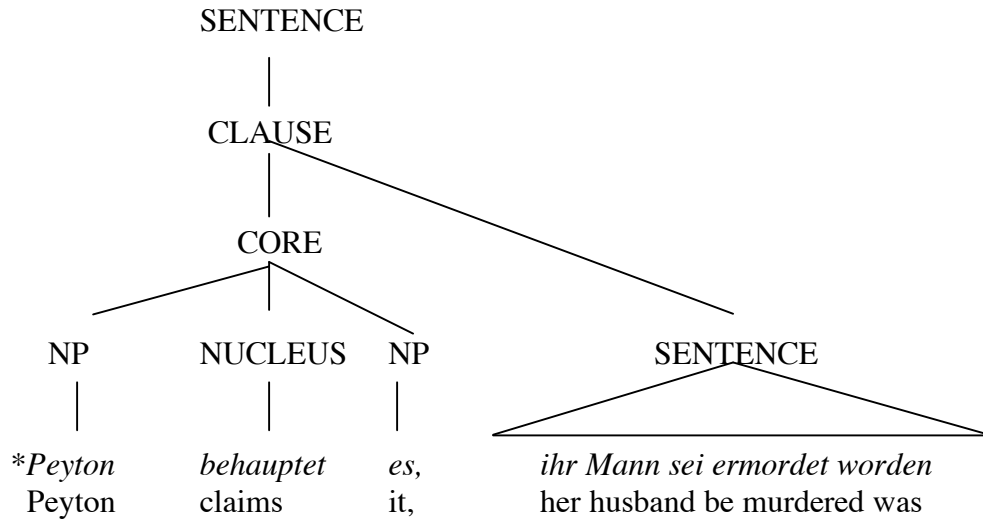 SENTENCE
CLAUSE
CORE
NP NUCLEUS NP SENTENCE
*Peyton behauptet es, ihr Mann sei ermordet worden
Peyton claims it, her husband be murdered was